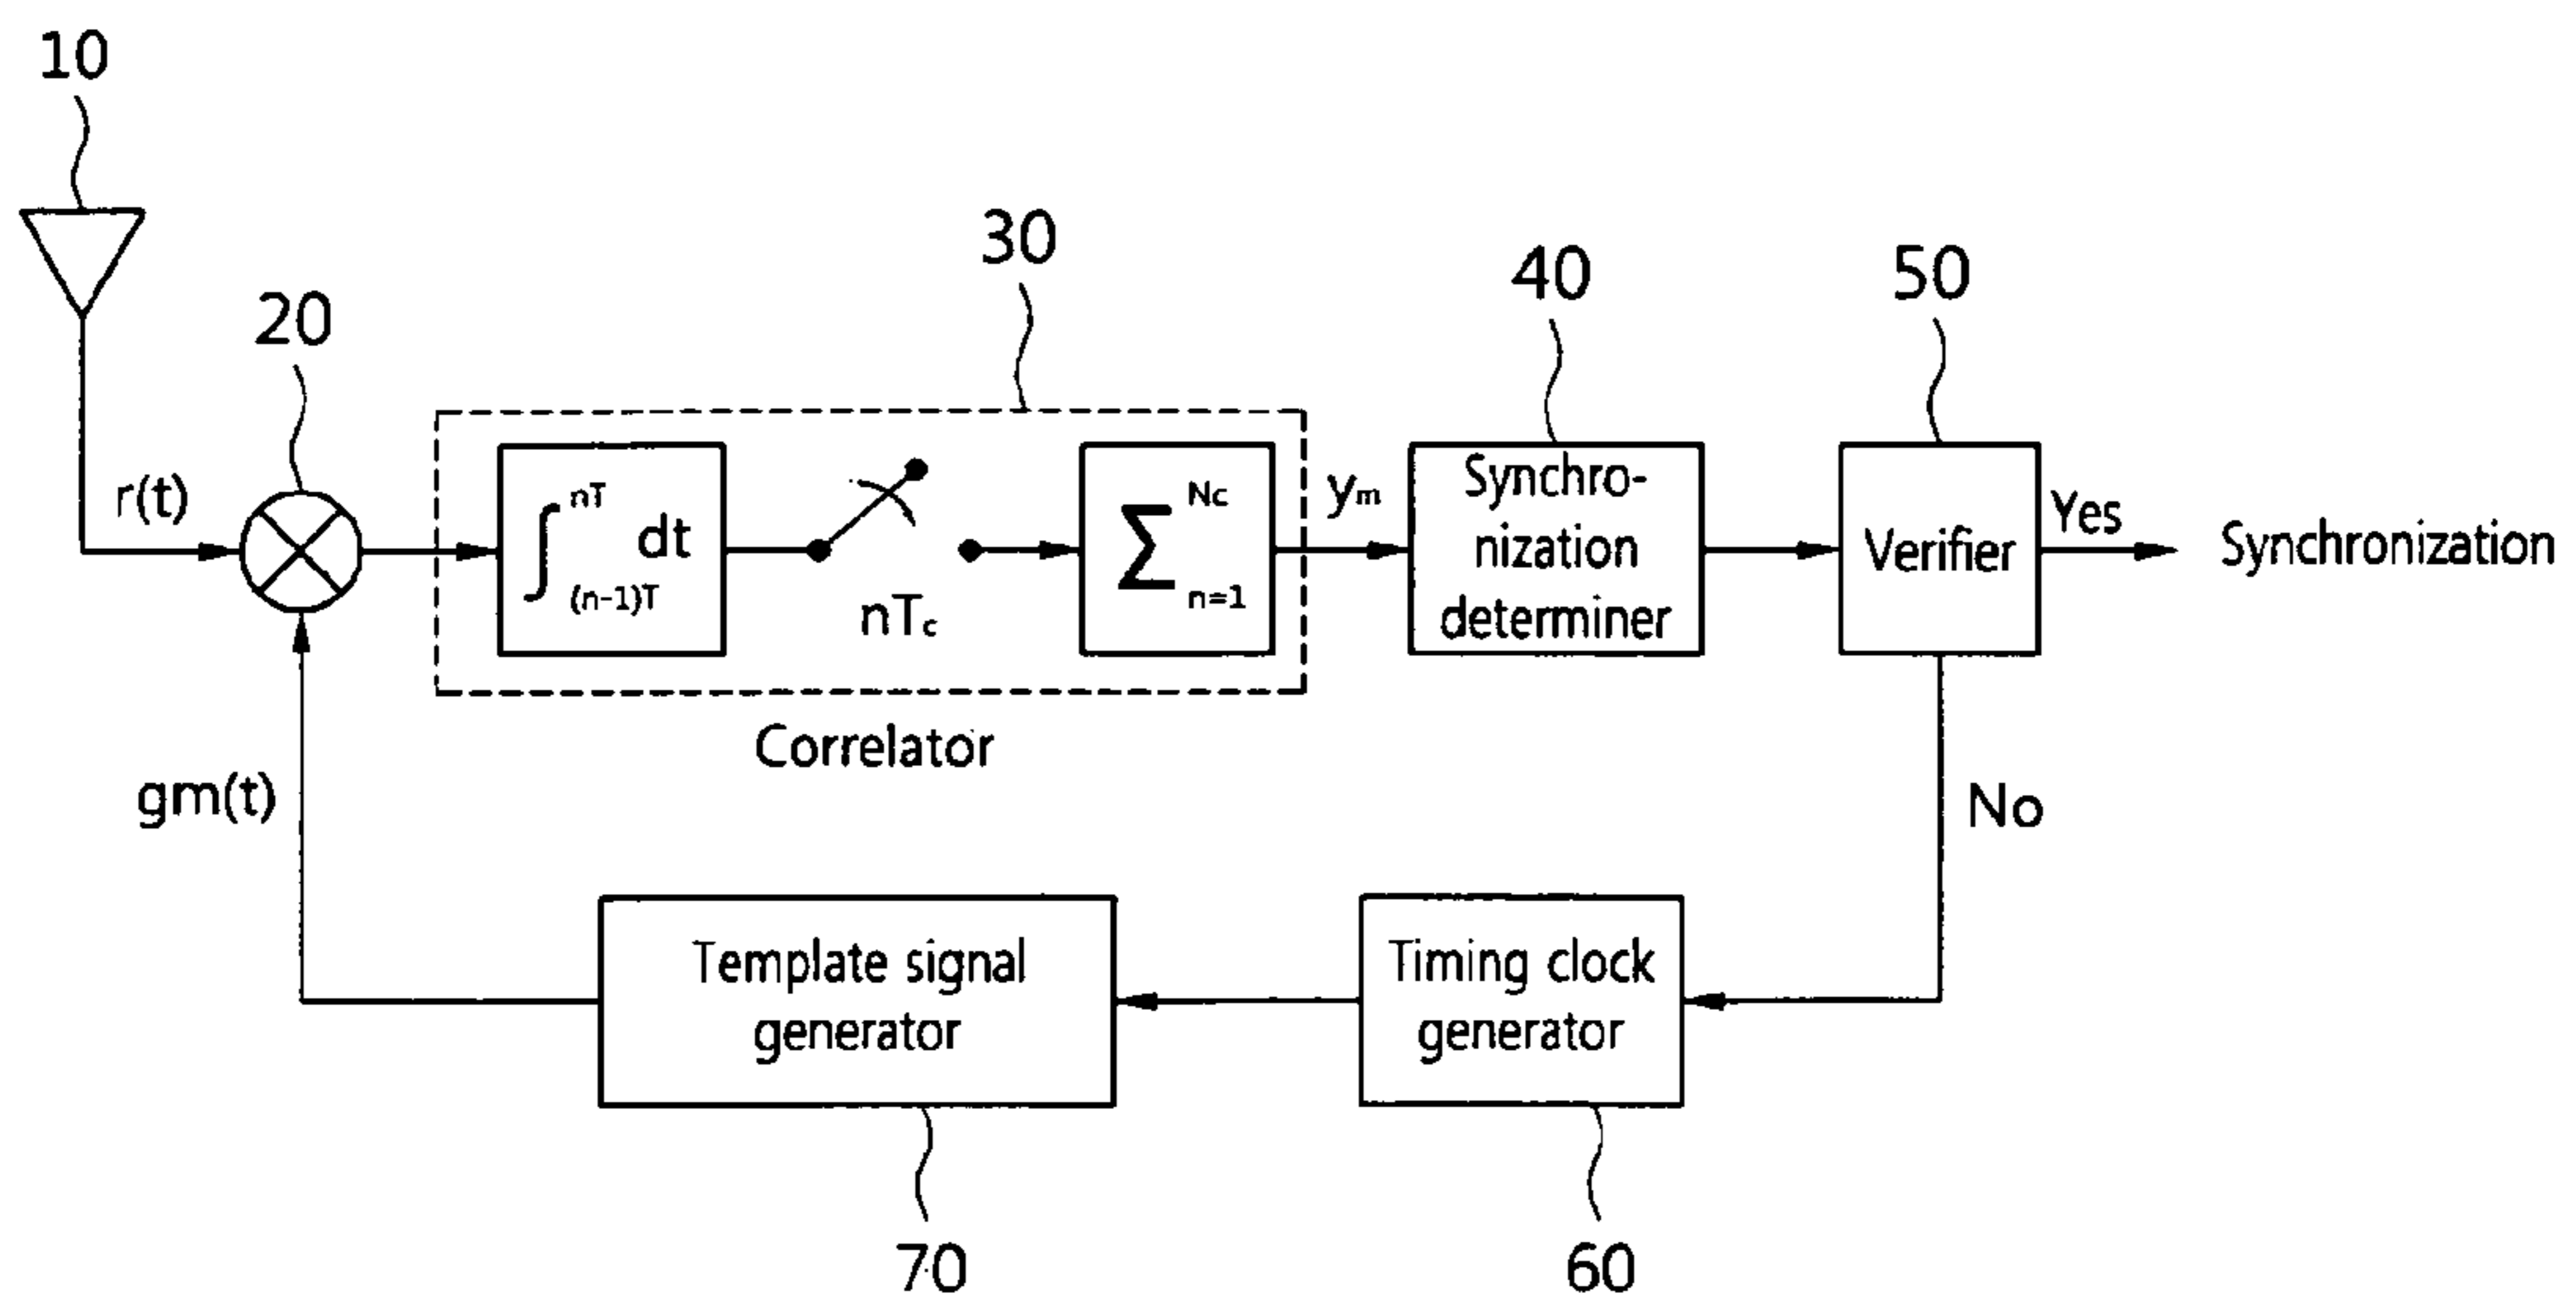 10
20
30
40
50
r(t)
∫ nT (n-1)T dt
nTc
∑ Nc n=1
ym
Synchro-
nization
determiner
Verifier
Yes
Synchronization
Correlator
gm(t)
No
Template signal
generator
Timing clock
generator
70
60